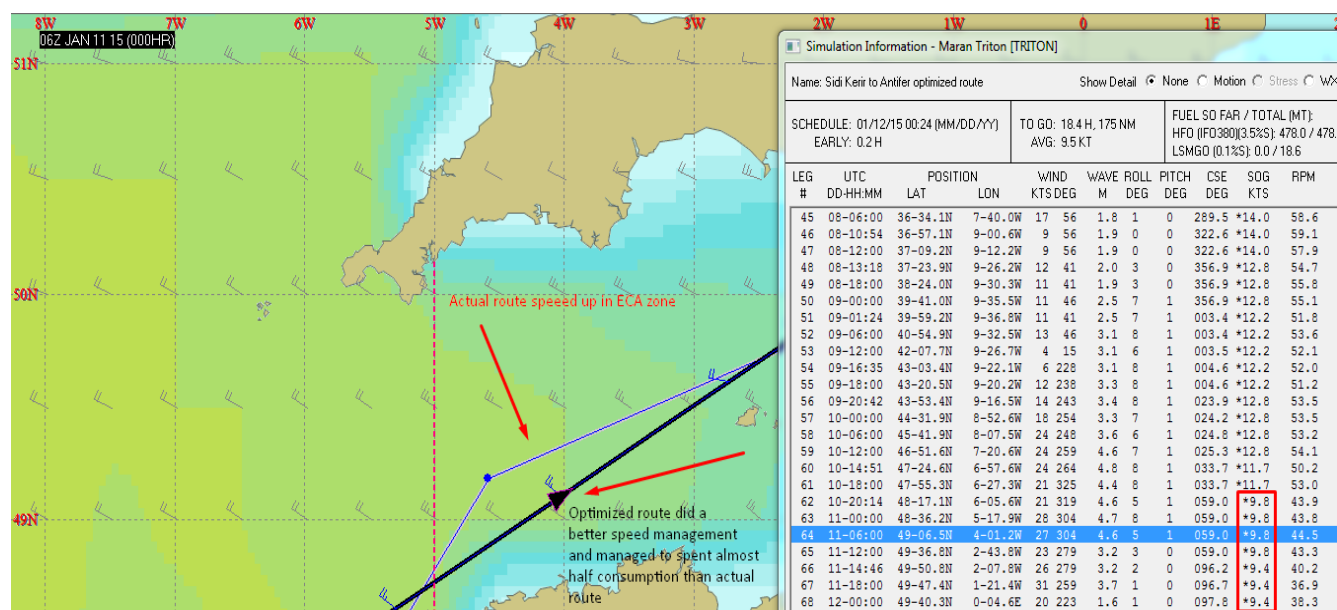 8W 7W 6W 5W 4W 3W 2W 1W 0 1E
06Z JAN 11 15 (000HR)
51N
50N
49N
Actual route speeed up in ECA zone
Optimized route did a
better speed management
and managed to spent almost
half consumption than actual
route
Simulation Information - Maran Triton [TRITON]
Name: Sidi Kerir to Antifer optimized route Show Detail None Motion Stress WX
SCHEDULE: 01/12/15 00:24 (MM/DD/YY)
EARLY: 0.2 H
TO GO: 18.4 H, 175 NM
AVG: 9.5 KT
FUEL SO FAR / TOTAL (MT):
HFO (IFO380)(3.5%S): 478.0 / 478.
LSMGO (0.1%S): 0.0 / 18.6
LEG UTC POSITION WIND WAVE ROLL PITCH CSE SOG RPM
# DD-HH:MM LAT LON KTS DEG M DEG DEG DEG KTS
45 08-06:00 36-34.1N 7-40.0W 17 56 1.8 1 0 289.5 *14.0 58.6
46 08-10:54 36-57.1N 9-00.6W 9 56 1.9 0 0 322.6 *14.0 59.1
47 08-12:00 37-09.2N 9-12.2W 9 56 1.9 0 0 322.6 *14.0 57.9
48 08-13:18 37-23.9N 9-26.2W 12 41 2.0 3 0 356.9 *12.8 54.7
49 08-18:00 38-24.0N 9-30.3W 11 41 1.9 3 0 356.9 *12.8 55.8
50 09-00:00 39-41.0N 9-35.5W 11 46 2.5 7 1 356.9 *12.8 55.1
51 09-01:24 39-59.2N 9-36.8W 11 41 2.5 7 1 003.4 *12.2 51.8
52 09-06:00 40-54.9N 9-32.5W 13 46 3.1 8 1 003.4 *12.2 53.6
53 09-12:00 42-07.7N 9-26.7W 4 15 3.1 6 1 003.5 *12.2 52.1
54 09-16:35 43-03.4N 9-22.1W 6 228 3.1 8 1 004.6 *12.2 52.0
55 09-18:00 43-20.5N 9-20.2W 12 238 3.3 8 1 004.6 *12.2 51.2
56 09-20:42 43-53.4N 9-16.5W 14 243 3.4 8 1 023.9 *12.8 53.5
57 10-00:00 44-31.9N 8-52.6W 18 254 3.3 7 1 024.2 *12.8 53.5
58 10-06:00 45-41.9N 8-07.5W 24 248 3.6 6 1 024.8 *12.8 53.2
59 10-12:00 46-51.6N 7-20.6W 24 259 4.6 7 1 025.3 *12.8 54.1
60 10-14:51 47-24.6N 6-57.6W 24 264 4.8 8 1 033.7 *11.7 50.2
61 10-18:00 47-55.3N 6-27.3W 21 325 4.4 8 1 033.7 *11.7 53.0
62 10-20:14 48-17.1N 6-05.6W 21 319 4.6 5 1 059.0 *9.8 43.9
63 11-00:00 48-36.2N 5-17.9W 28 304 4.7 8 1 059.0 *9.8 43.8
64 11-06:00 49-06.5N 4-01.2W 27 304 4.6 5 1 059.0 *9.8 44.5
65 11-12:00 49-36.8N 2-43.8W 23 279 3.2 3 0 059.0 *9.8 43.3
66 11-14:46 49-50.8N 2-07.8W 26 279 3.2 2 0 096.2 *9.4 40.2
67 11-18:00 49-47.4N 1-21.4W 31 259 3.7 1 0 096.7 *9.4 36.9
68 12-00:00 49-40.3N 0-04.6E 20 223 1.6 1 0 097.8 *9.4 38.3